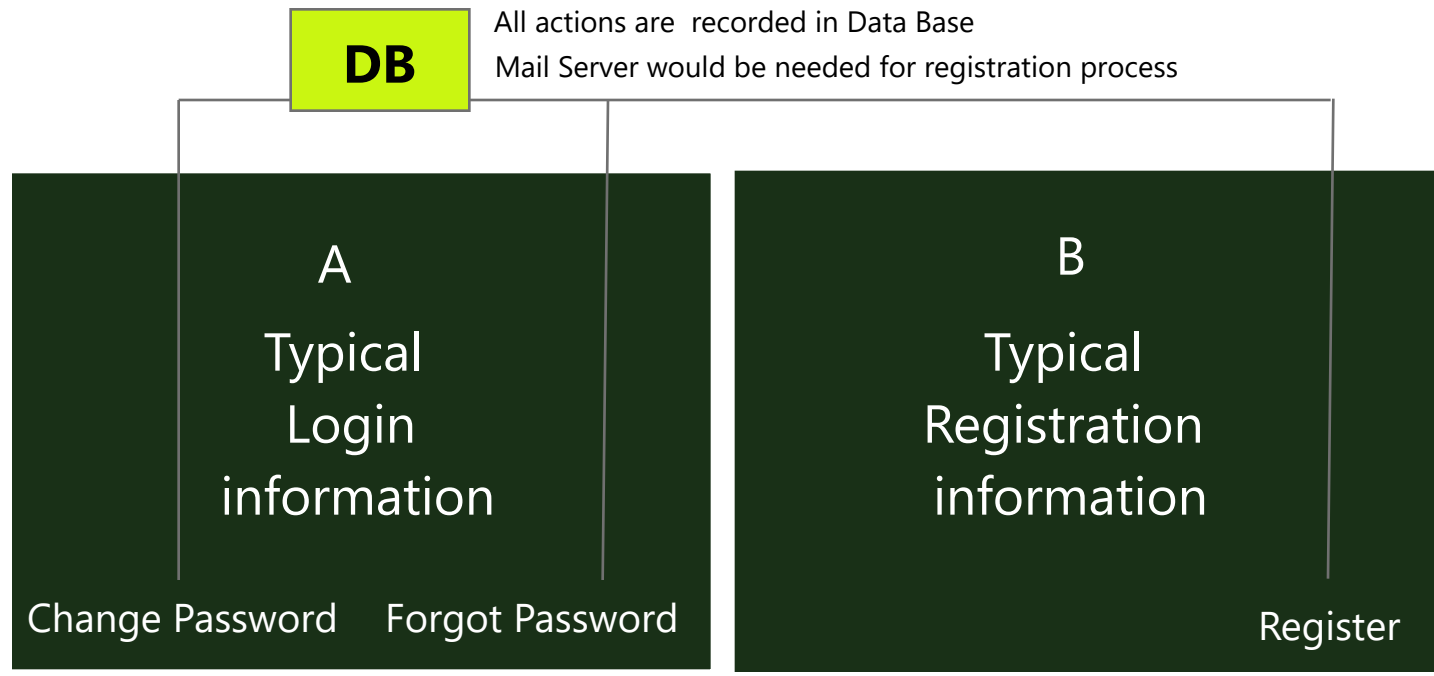 DB
All actions are  recorded in Data Base
Mail Server would be needed for registration process
A
Typical
Login
information
Change Password
Forgot Password
B
Typical
Registration
information
Register